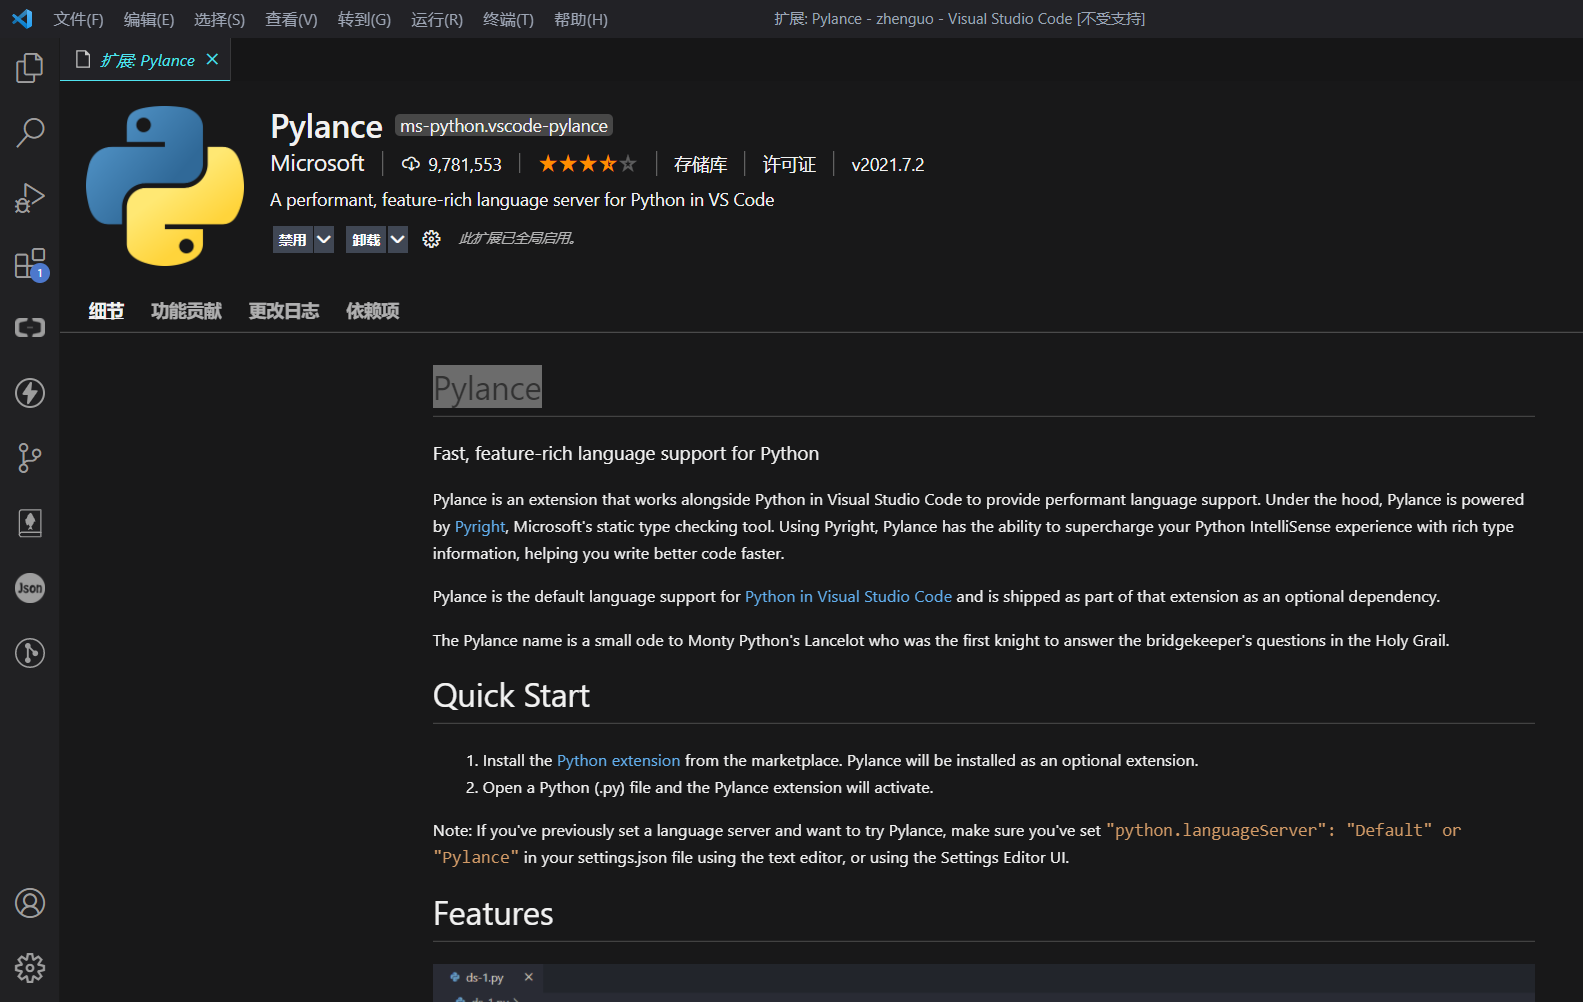 文件(F) 编辑(E) 选择(S) 查看(V) 转到(G) 运行(R) 终端(T) 帮助(H) 扩展: Pylance - zhenguo - Visual Studio Code [不受支持]
扩展: Pylance
Pylance ms-python.vscode-pylance
Microsoft 9,781,553 存储库 许可证 v2021.7.2
A performant, feature-rich language server for Python in VS Code
禁用 卸载 此扩展已全局启用。
1
细节 功能贡献 更改日志 依赖项
Pylance
Fast, feature-rich language support for Python
Pylance is an extension that works alongside Python in Visual Studio Code to provide performant language support. Under the hood, Pylance is powered
by Pyright, Microsoft's static type checking tool. Using Pyright, Pylance has the ability to supercharge your Python IntelliSense experience with rich type
information, helping you write better code faster.
Json
Pylance is the default language support for Python in Visual Studio Code and is shipped as part of that extension as an optional dependency.
The Pylance name is a small ode to Monty Python's Lancelot who was the first knight to answer the bridgekeeper's questions in the Holy Grail.
Quick Start
1. Install the Python extension from the marketplace. Pylance will be installed as an optional extension.
2. Open a Python (.py) file and the Pylance extension will activate.
Note: If you've previously set a language server and want to try Pylance, make sure you've set "python.languageServer": "Default" or
"Pylance" in your settings.json file using the text editor, or using the Settings Editor UI.
Features
ds-1.py